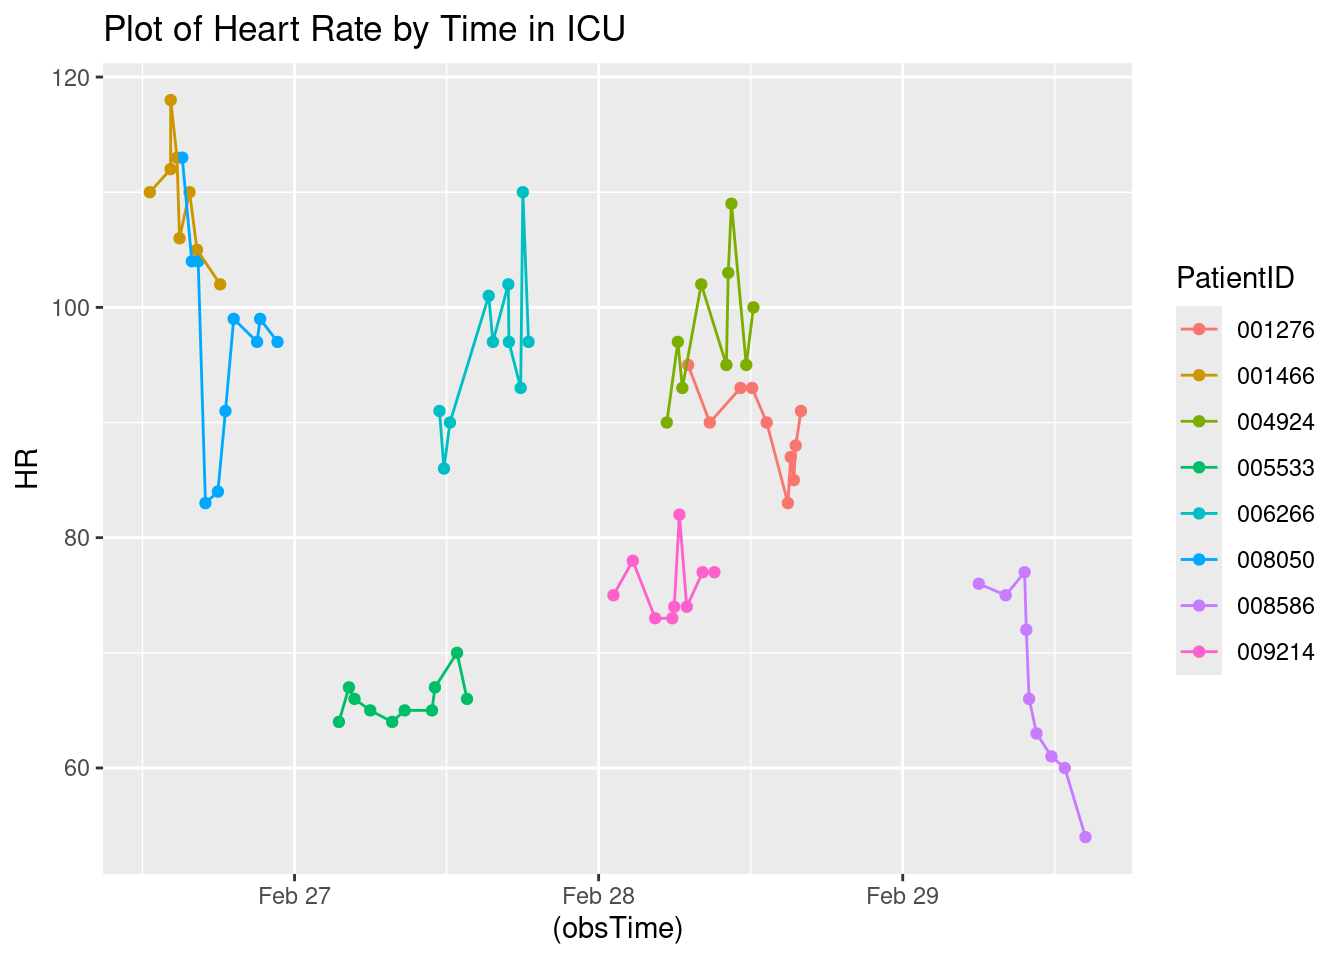 Plot of Heart Rate by Time in ICU
120
100
80
60
HR
Feb 27
Feb 28
Feb 29
(obsTime)
PatientID
001276
001466
004924
005533
006266
008050
008586
009214